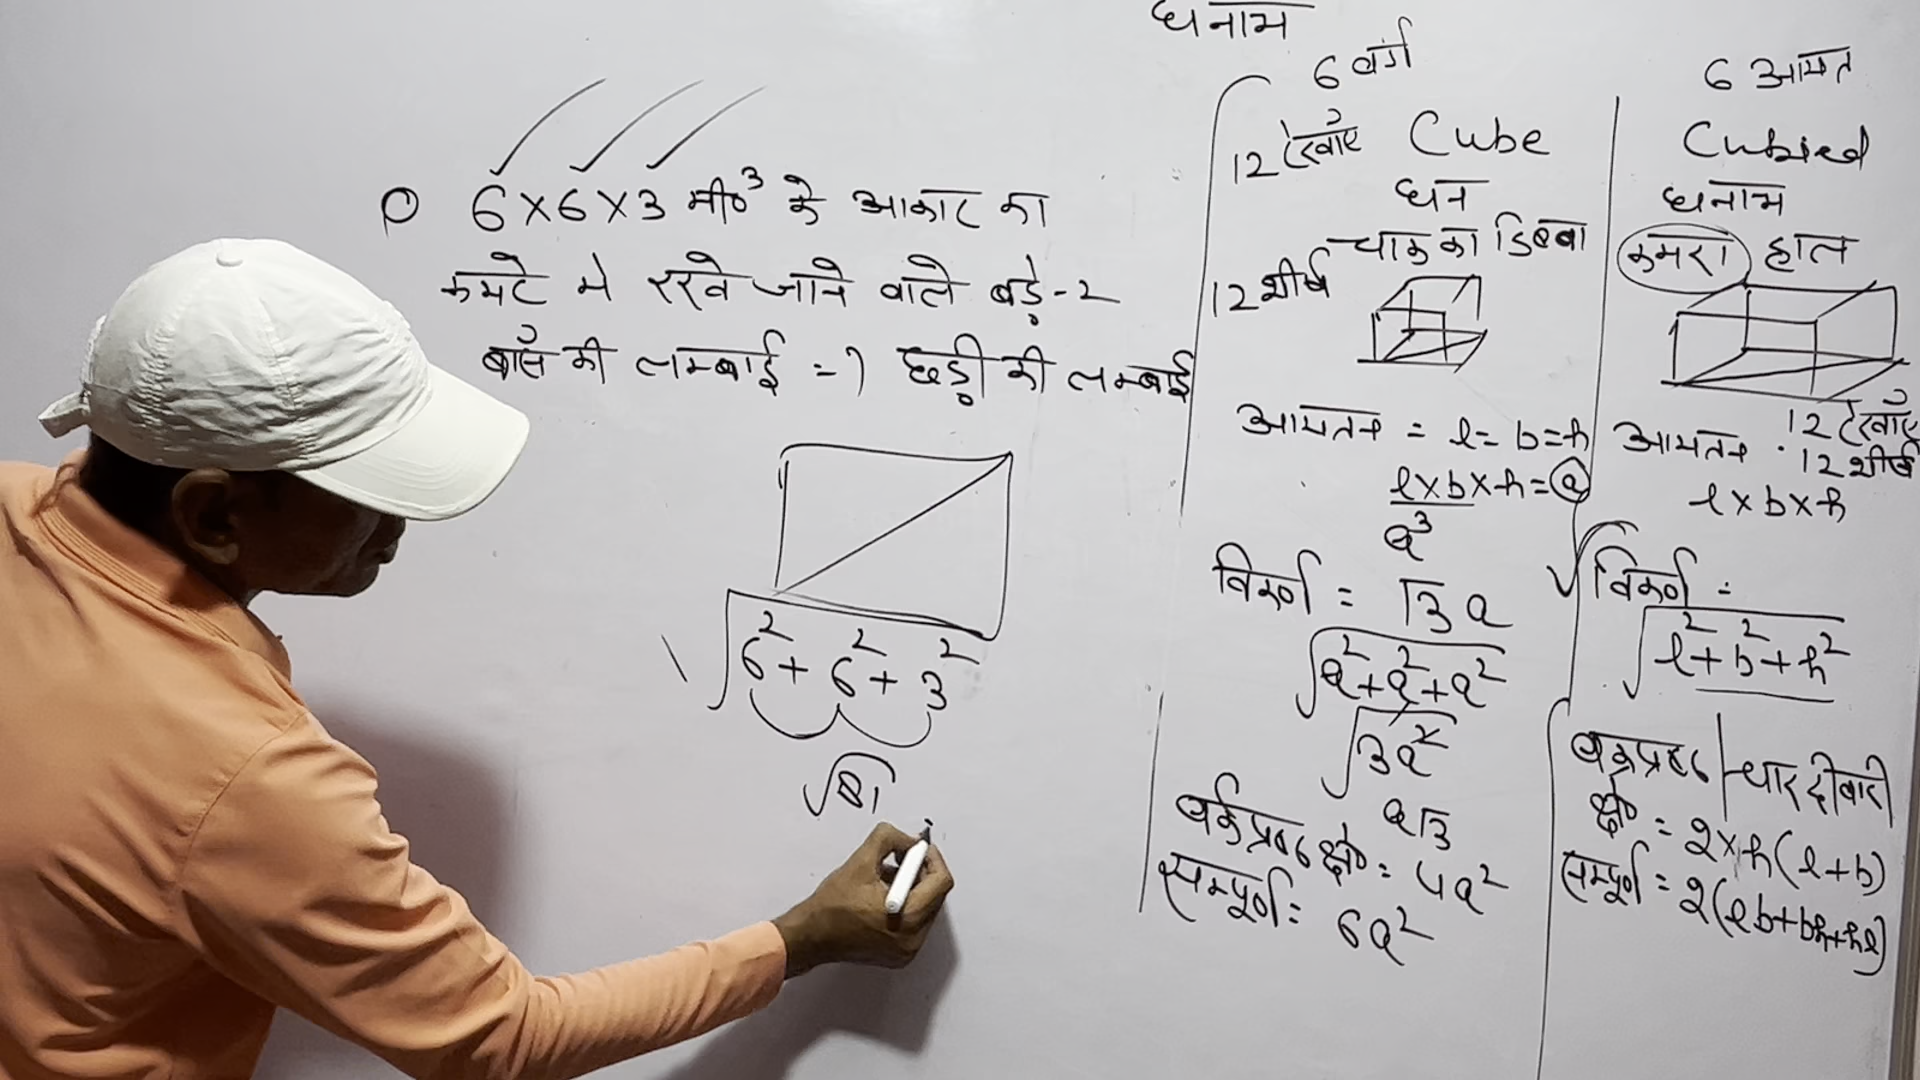 घनाभ
Q 6×6×3 मी०³ के आकार का
कमरे मे रखे जाने वाले बड़े-2
बांस की लम्बाई = ) छड़ी की लम्बाई
√6²+6²+3²
√81
6 वर्ग
12 रेखाएं Cube
घन
चाक का डिब्बा
12 शीर्ष
आयतन = l= b=h
l×b×h=a
a³
विकर्ण = √3 a
√a²+a²+a²
√3a²
a√3
वक्रपृष्ठ क्षे० = 4a²
सम्पूर्ण = 6a²
6 आयत
घनाभ
कमरा हाल
12 रेखाएं
आयतन . 12 शीर्ष
l×b×h
विकर्ण =
√l²+b²+h²
वक्रपृष्ठ चार दीवारी
क्षे० = 2×h(l+b)
सम्पूर्ण = 2(lb+bh+hl)